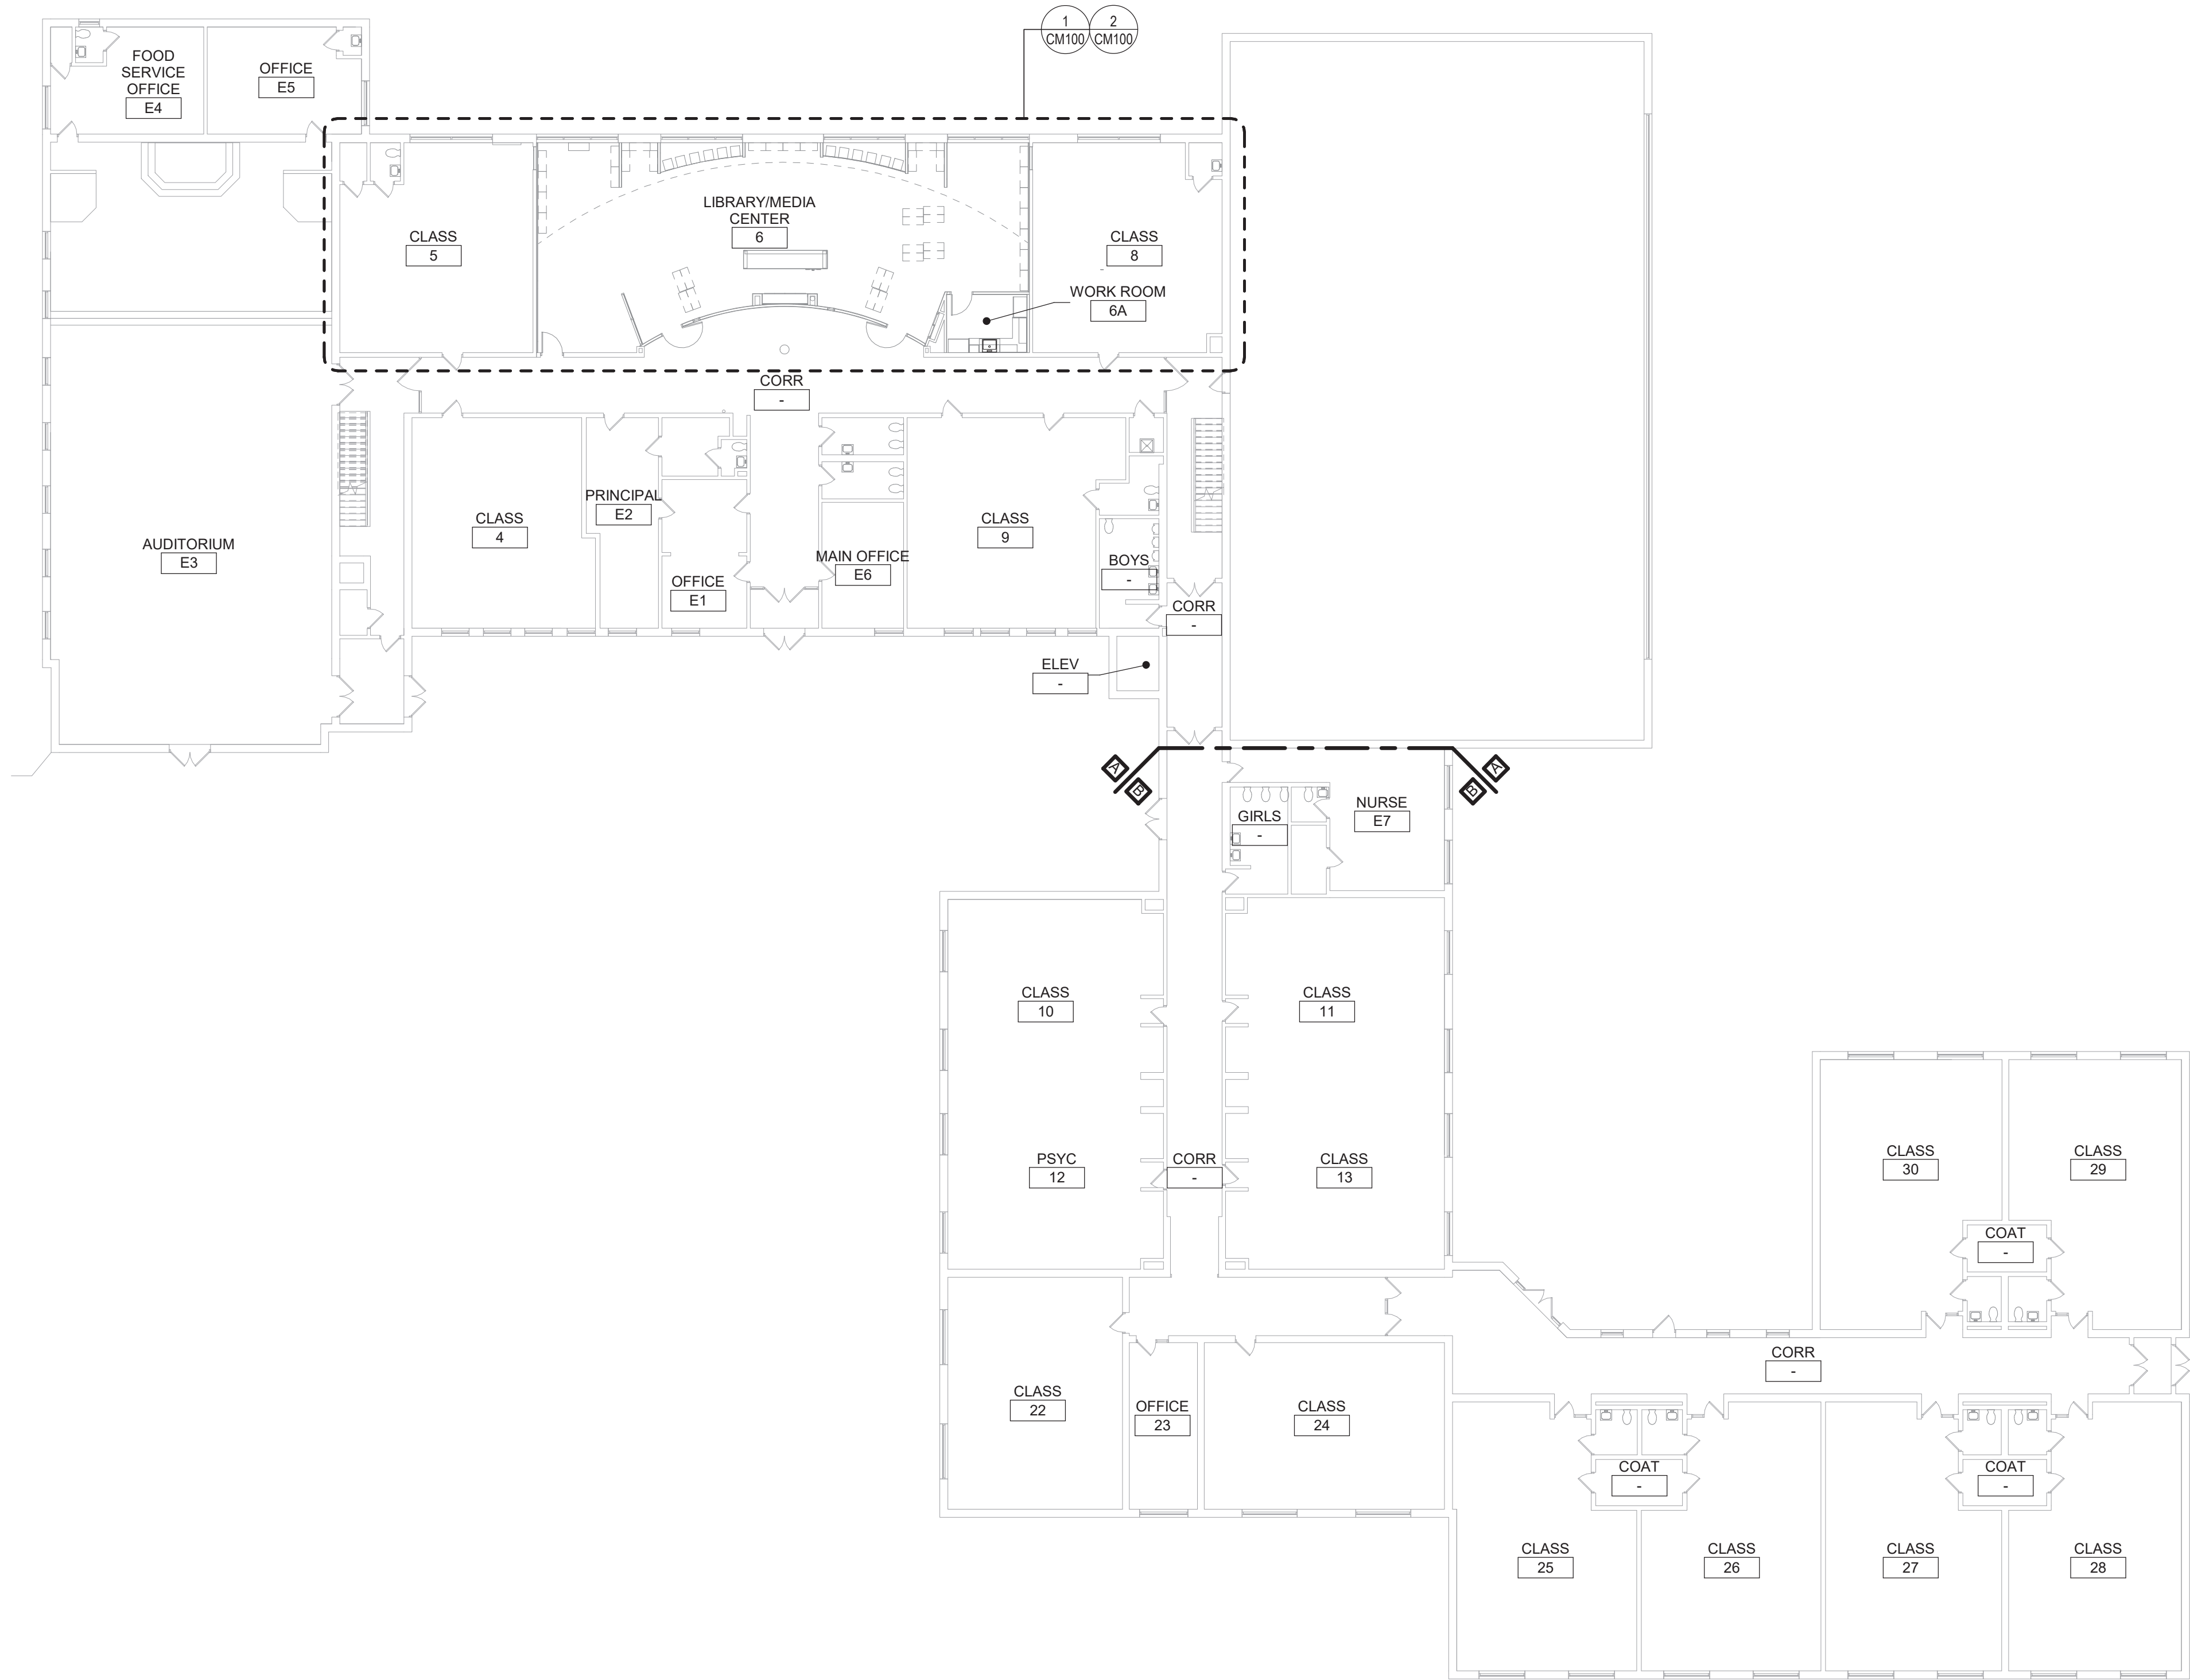 1
CM100
2
CM100
FOOD
SERVICE
OFFICE
E4
OFFICE
E5
LIBRARY/MEDIA
CENTER
6
CLASS
5
CLASS
8
WORK ROOM
6A
CORR
-
CLASS
4
PRINCIPAL
E2
CLASS
9
AUDITORIUM
E3
MAIN OFFICE
E6
BOYS
-
OFFICE
E1
CORR
-
ELEV
-
A
B
A
B
NURSE
E7
GIRLS
-
CLASS
10
CLASS
11
PSYC
12
CORR
-
CLASS
13
CLASS
30
CLASS
29
COAT
-
CORR
-
CLASS
22
OFFICE
23
CLASS
24
COAT
-
COAT
-
CLASS
25
CLASS
26
CLASS
27
CLASS
28